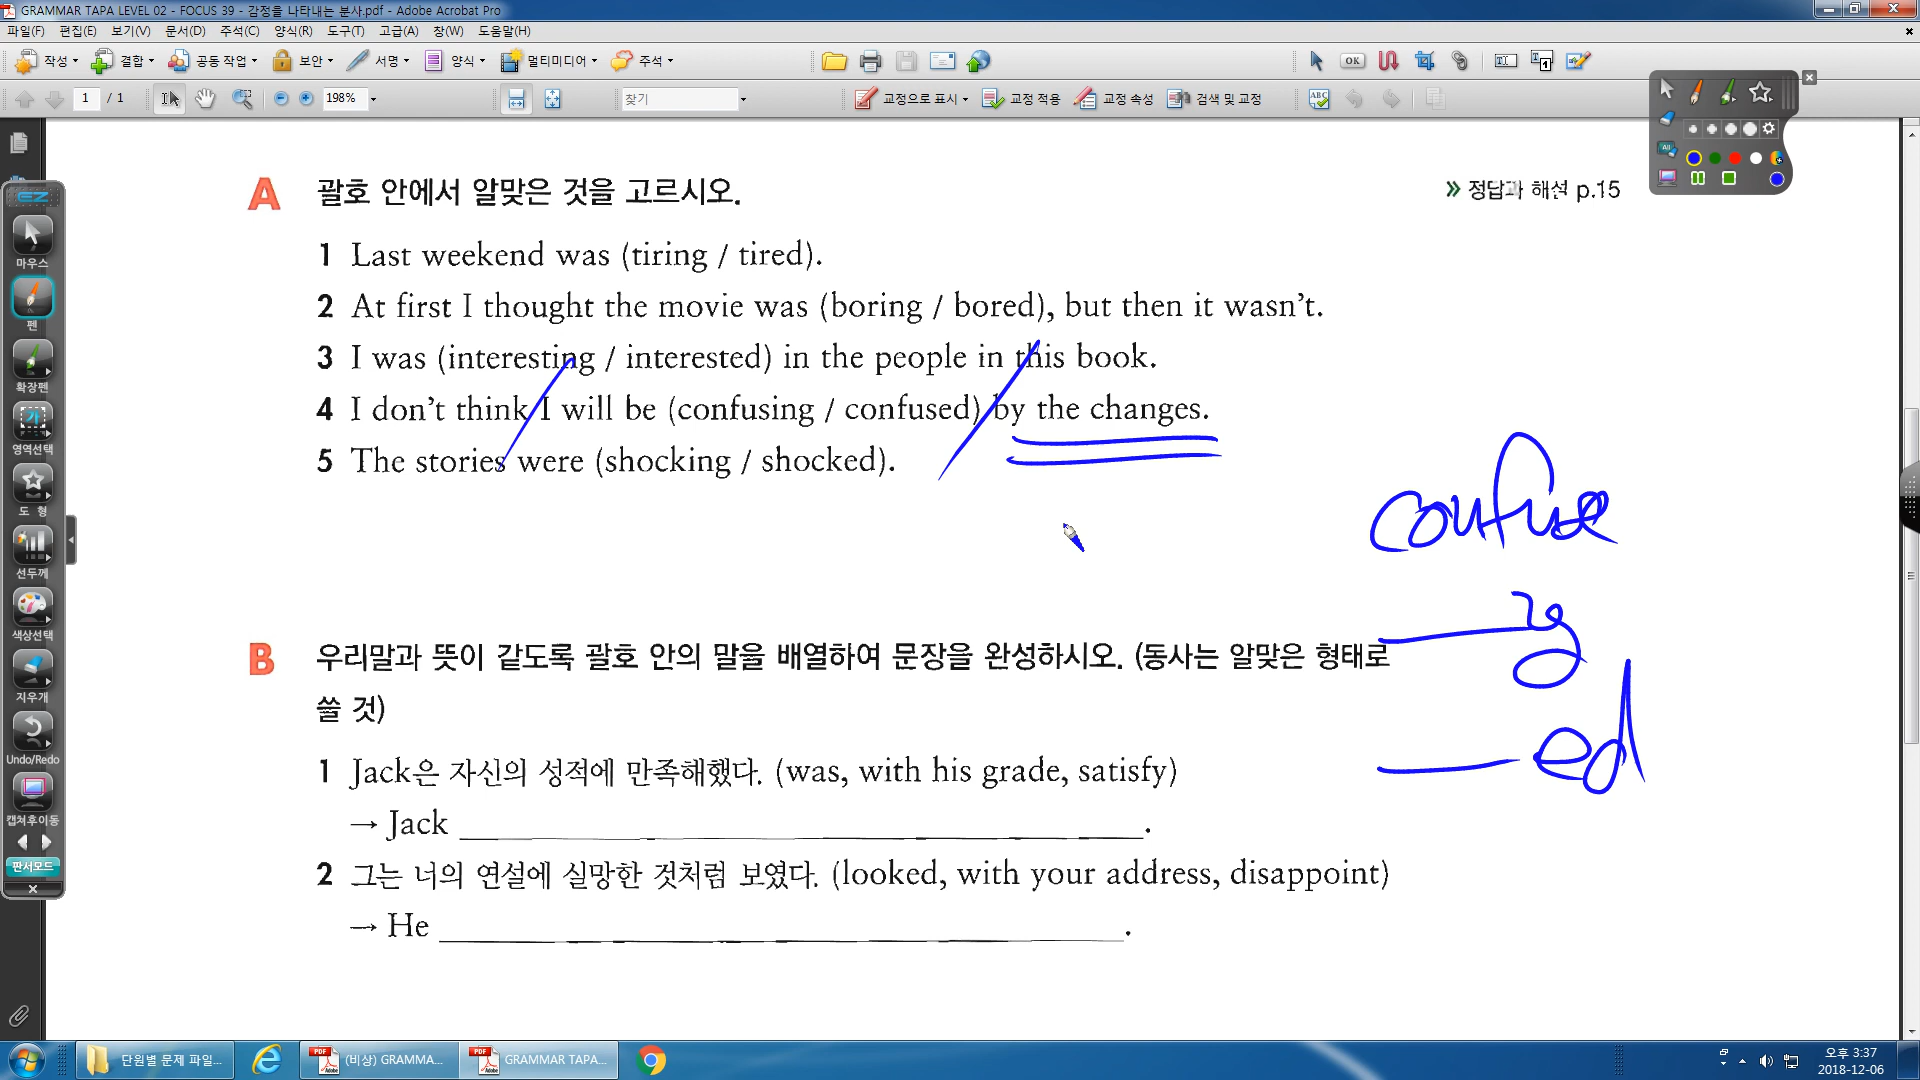 GRAMMAR TAPA LEVEL 02 - FOCUS 39 - 감정을 나타내는 분사.pdf - Adobe Acrobat Pro
파일(F) 편집(E) 보기(V) 문서(D) 주석(C) 양식(R) 도구(T) 고급(A) 창(W) 도움말(H)
작성 결합 공동 작업 보안 서명 양식 멀티미디어 주석 OK
1 / 1 198% 찾기 교정으로 표시 교정 적용 교정 속성 검색 및 교정
A 괄호 안에서 알맞은 것을 고르시오. 정답과 해설 p.15
1 Last weekend was (tiring / tired).
2 At first I thought the movie was (boring / bored), but then it wasn't.
3 I was (interesting / interested) in the people in this book.
4 I don't think I will be (confusing / confused) by the changes.
5 The stories were (shocking / shocked).
confuse
ing
ed
B 우리말과 뜻이 같도록 괄호 안의 말을 배열하여 문장을 완성하시오. (동사는 알맞은 형태로
쓸 것)
1 Jack은 자신의 성적에 만족해했다. (was, with his grade, satisfy)
→ Jack .
2 그는 너의 연설에 실망한 것처럼 보였다. (looked, with your address, disappoint)
→ He .
EZ
마우스
펜
확장펜
영역선택
도 형
선두께
색상선택
지우개
Undo/Redo
캡쳐후이동
판서모드
단원별 문제 파일... (비상) GRAMMA... GRAMMAR TAPA... 오후 3:37
2018-12-06